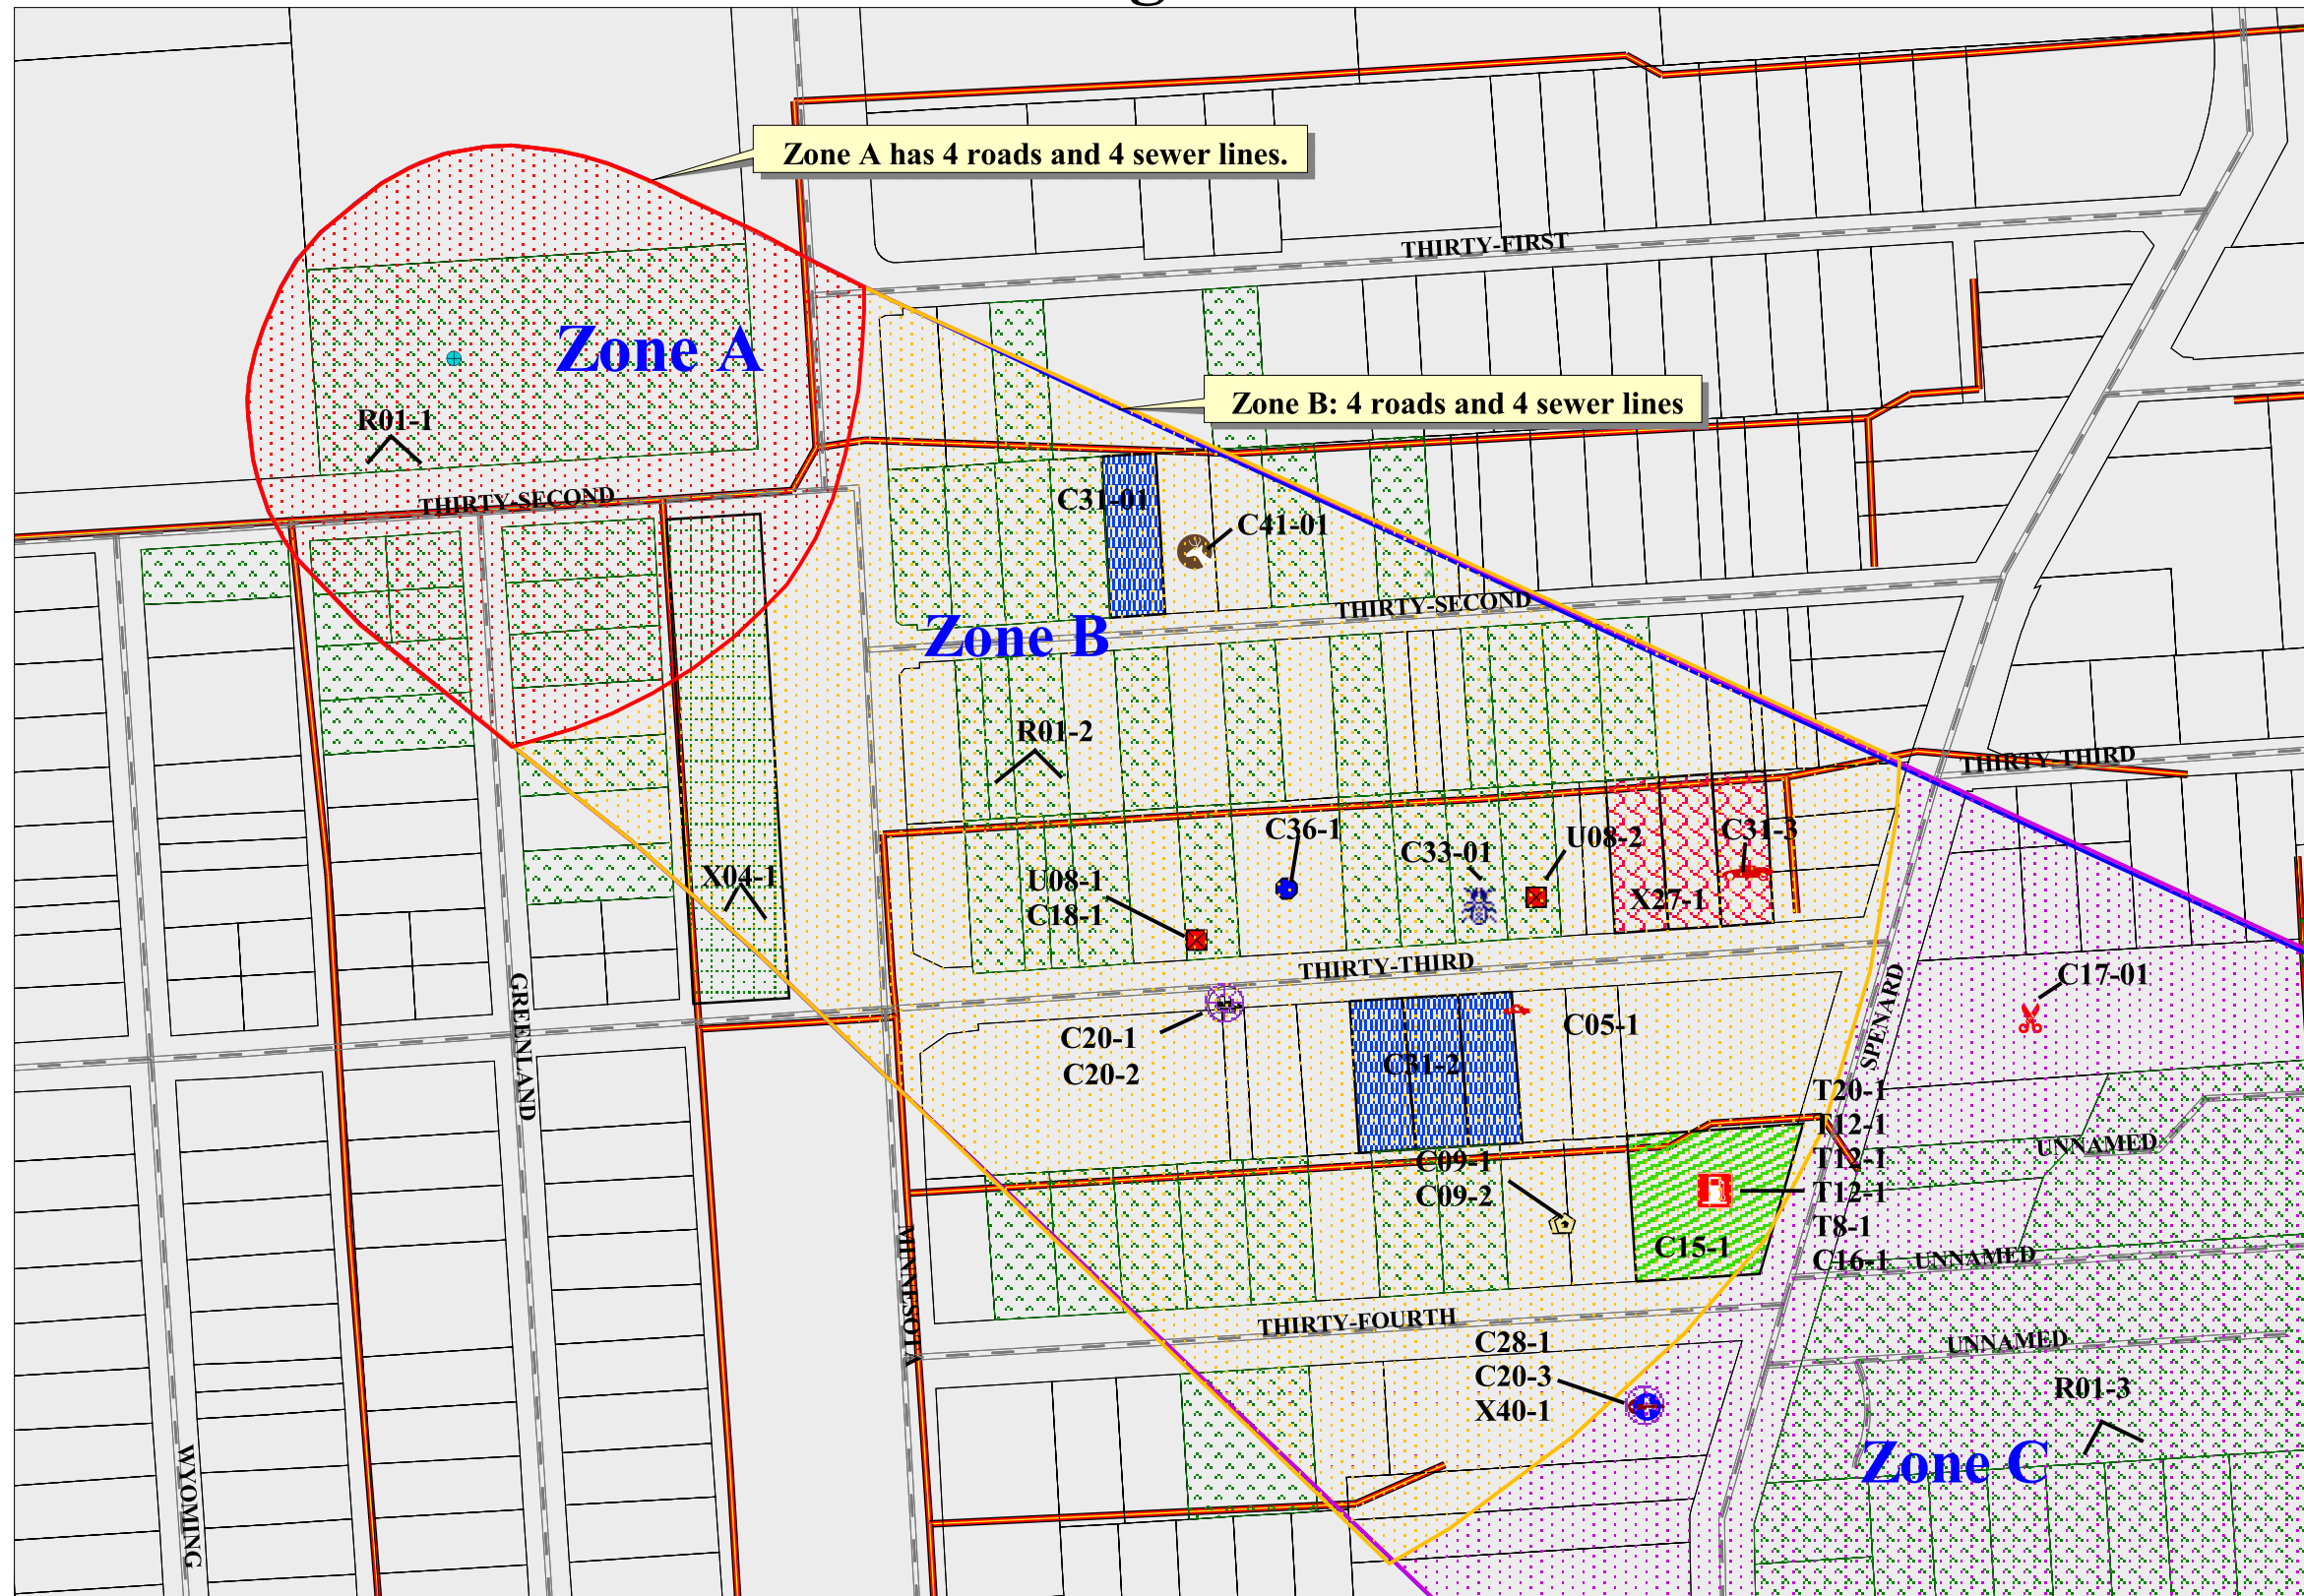 Zone A has 4 roads and 4 sewer lines.
THIRTY-FIRST
Zone A
Zone B: 4 roads and 4 sewer lines
R01-1
THIRTY-SECOND
C31-01
C41-01
THIRTY-SECOND
Zone B
R01-2
THIRTY-THIRD
C36-1
C31-3
C33-01
U08-2
X04-1
U08-1
C18-1
X27-1
THIRTY-THIRD
C17-01
GREENLAND
SPENARD
C20-1
C20-2
C05-1
C31-2
T20-1
T12-1
T12-1
T12-1
T8-1
C16-1
UNNAMED
C09-1
C09-2
C15-1
UNNAMED
MINNESOTA
THIRTY-FOURTH
UNNAMED
C28-1
C20-3
X40-1
R01-3
Zone C
WYOMING